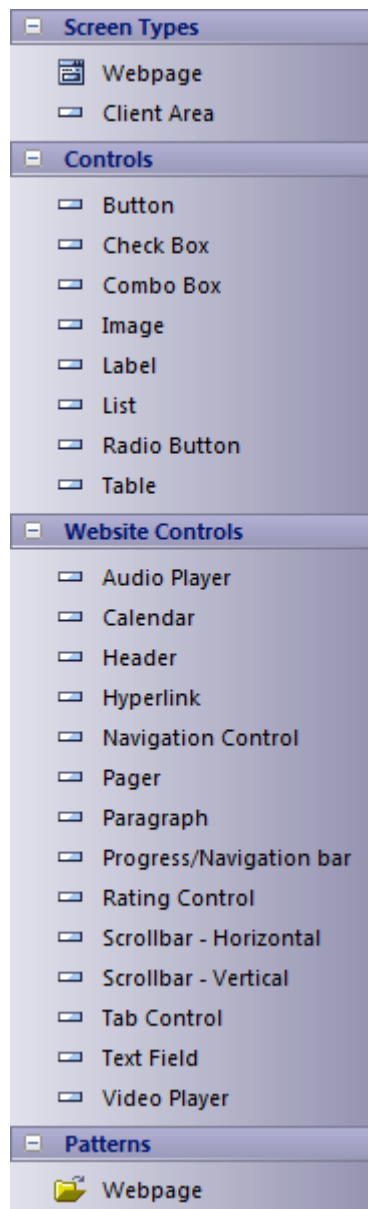 Screen Types
Webpage
Client Area
Controls
Button
Check Box
Combo Box
Image
Label
List
Radio Button
Table
Website Controls
Audio Player
Calendar
Header
Hyperlink
Navigation Control
Pager
Paragraph
Progress/Navigation bar
Rating Control
Scrollbar - Horizontal
Scrollbar - Vertical
Tab Control
Text Field
Video Player
Patterns
Webpage